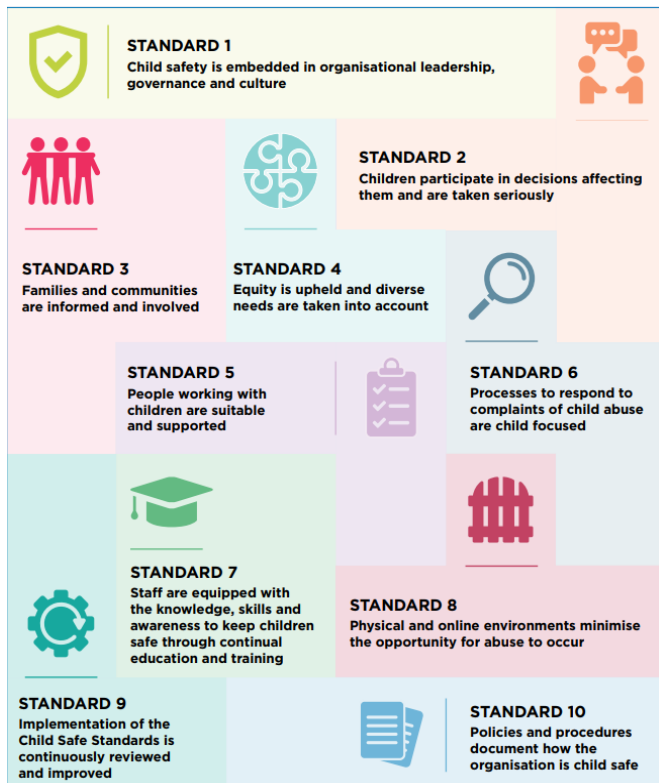 STANDARD 1
Child safety is embedded in organisational leadership,
governance and culture
STANDARD 2
Children participate in decisions affecting
them and are taken seriously
STANDARD 3
Families and communities
are informed and involved
STANDARD 4
Equity is upheld and diverse
needs are taken into account
STANDARD 5
People working with
children are suitable
and supported
STANDARD 6
Processes to respond to
complaints of child abuse
are child focused
STANDARD 7
Staff are equipped with
the knowledge, skills and
awareness to keep children
safe through continual
education and training
STANDARD 8
Physical and online environments minimise
the opportunity for abuse to occur
STANDARD 9
Implementation of the
Child Safe Standards is
continuously reviewed
and improved
STANDARD 10
Policies and procedures
document how the
organisation is child safe